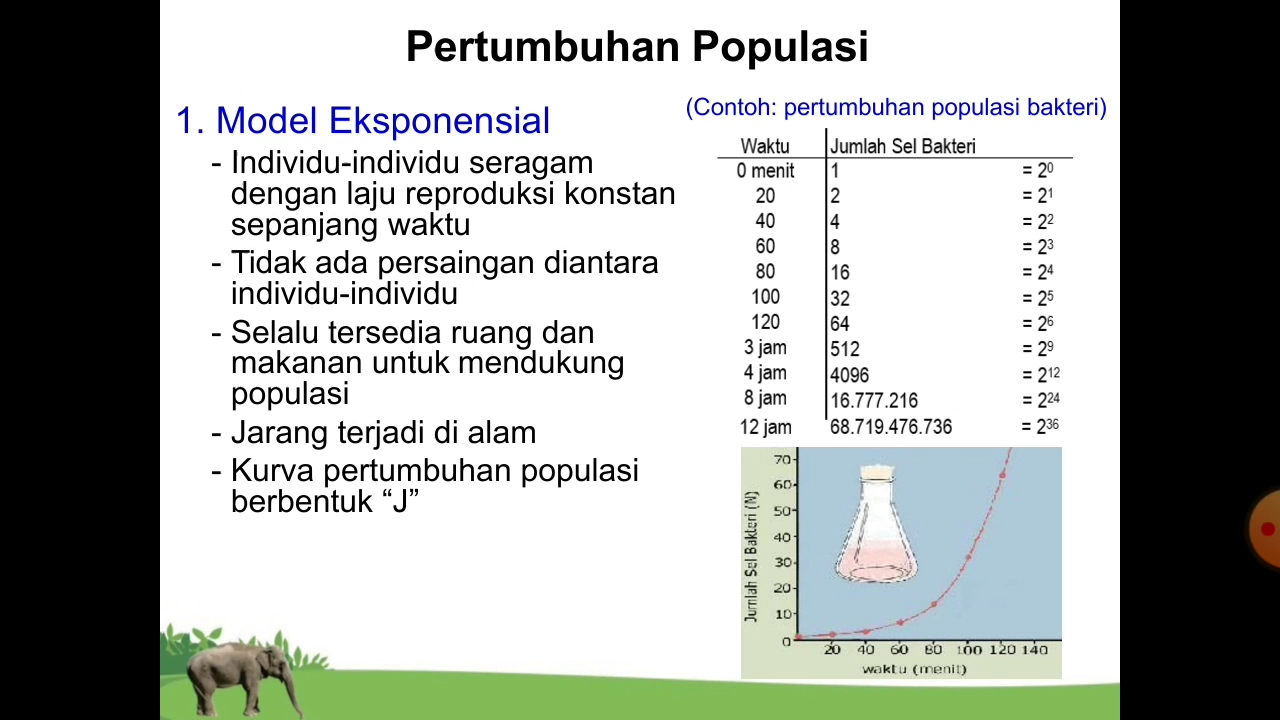 Pertumbuhan Populasi
1. Model Eksponensial
- Individu-individu seragam
dengan laju reproduksi konstan
sepanjang waktu
- Tidak ada persaingan diantara
individu-individu
- Selalu tersedia ruang dan
makanan untuk mendukung
populasi
- Jarang terjadi di alam
- Kurva pertumbuhan populasi
berbentuk “J”
(Contoh: pertumbuhan populasi bakteri)
Waktu Jumlah Sel Bakteri
0 menit 1 = 2⁰
20 2 = 2¹
40 4 = 2²
60 8 = 2³
80 16 = 2⁴
100 32 = 2⁵
120 64 = 2⁶
3 jam 512 = 2⁹
4 jam 4096 = 2¹²
8 jam 16.777.216 = 2²⁴
12 jam 68.719.476.736 = 2³⁶
Jumlah Sel Bakteri (N)
70
60
50
40
30
20
10
0
20 40 60 80 100 120 140
waktu (menit)